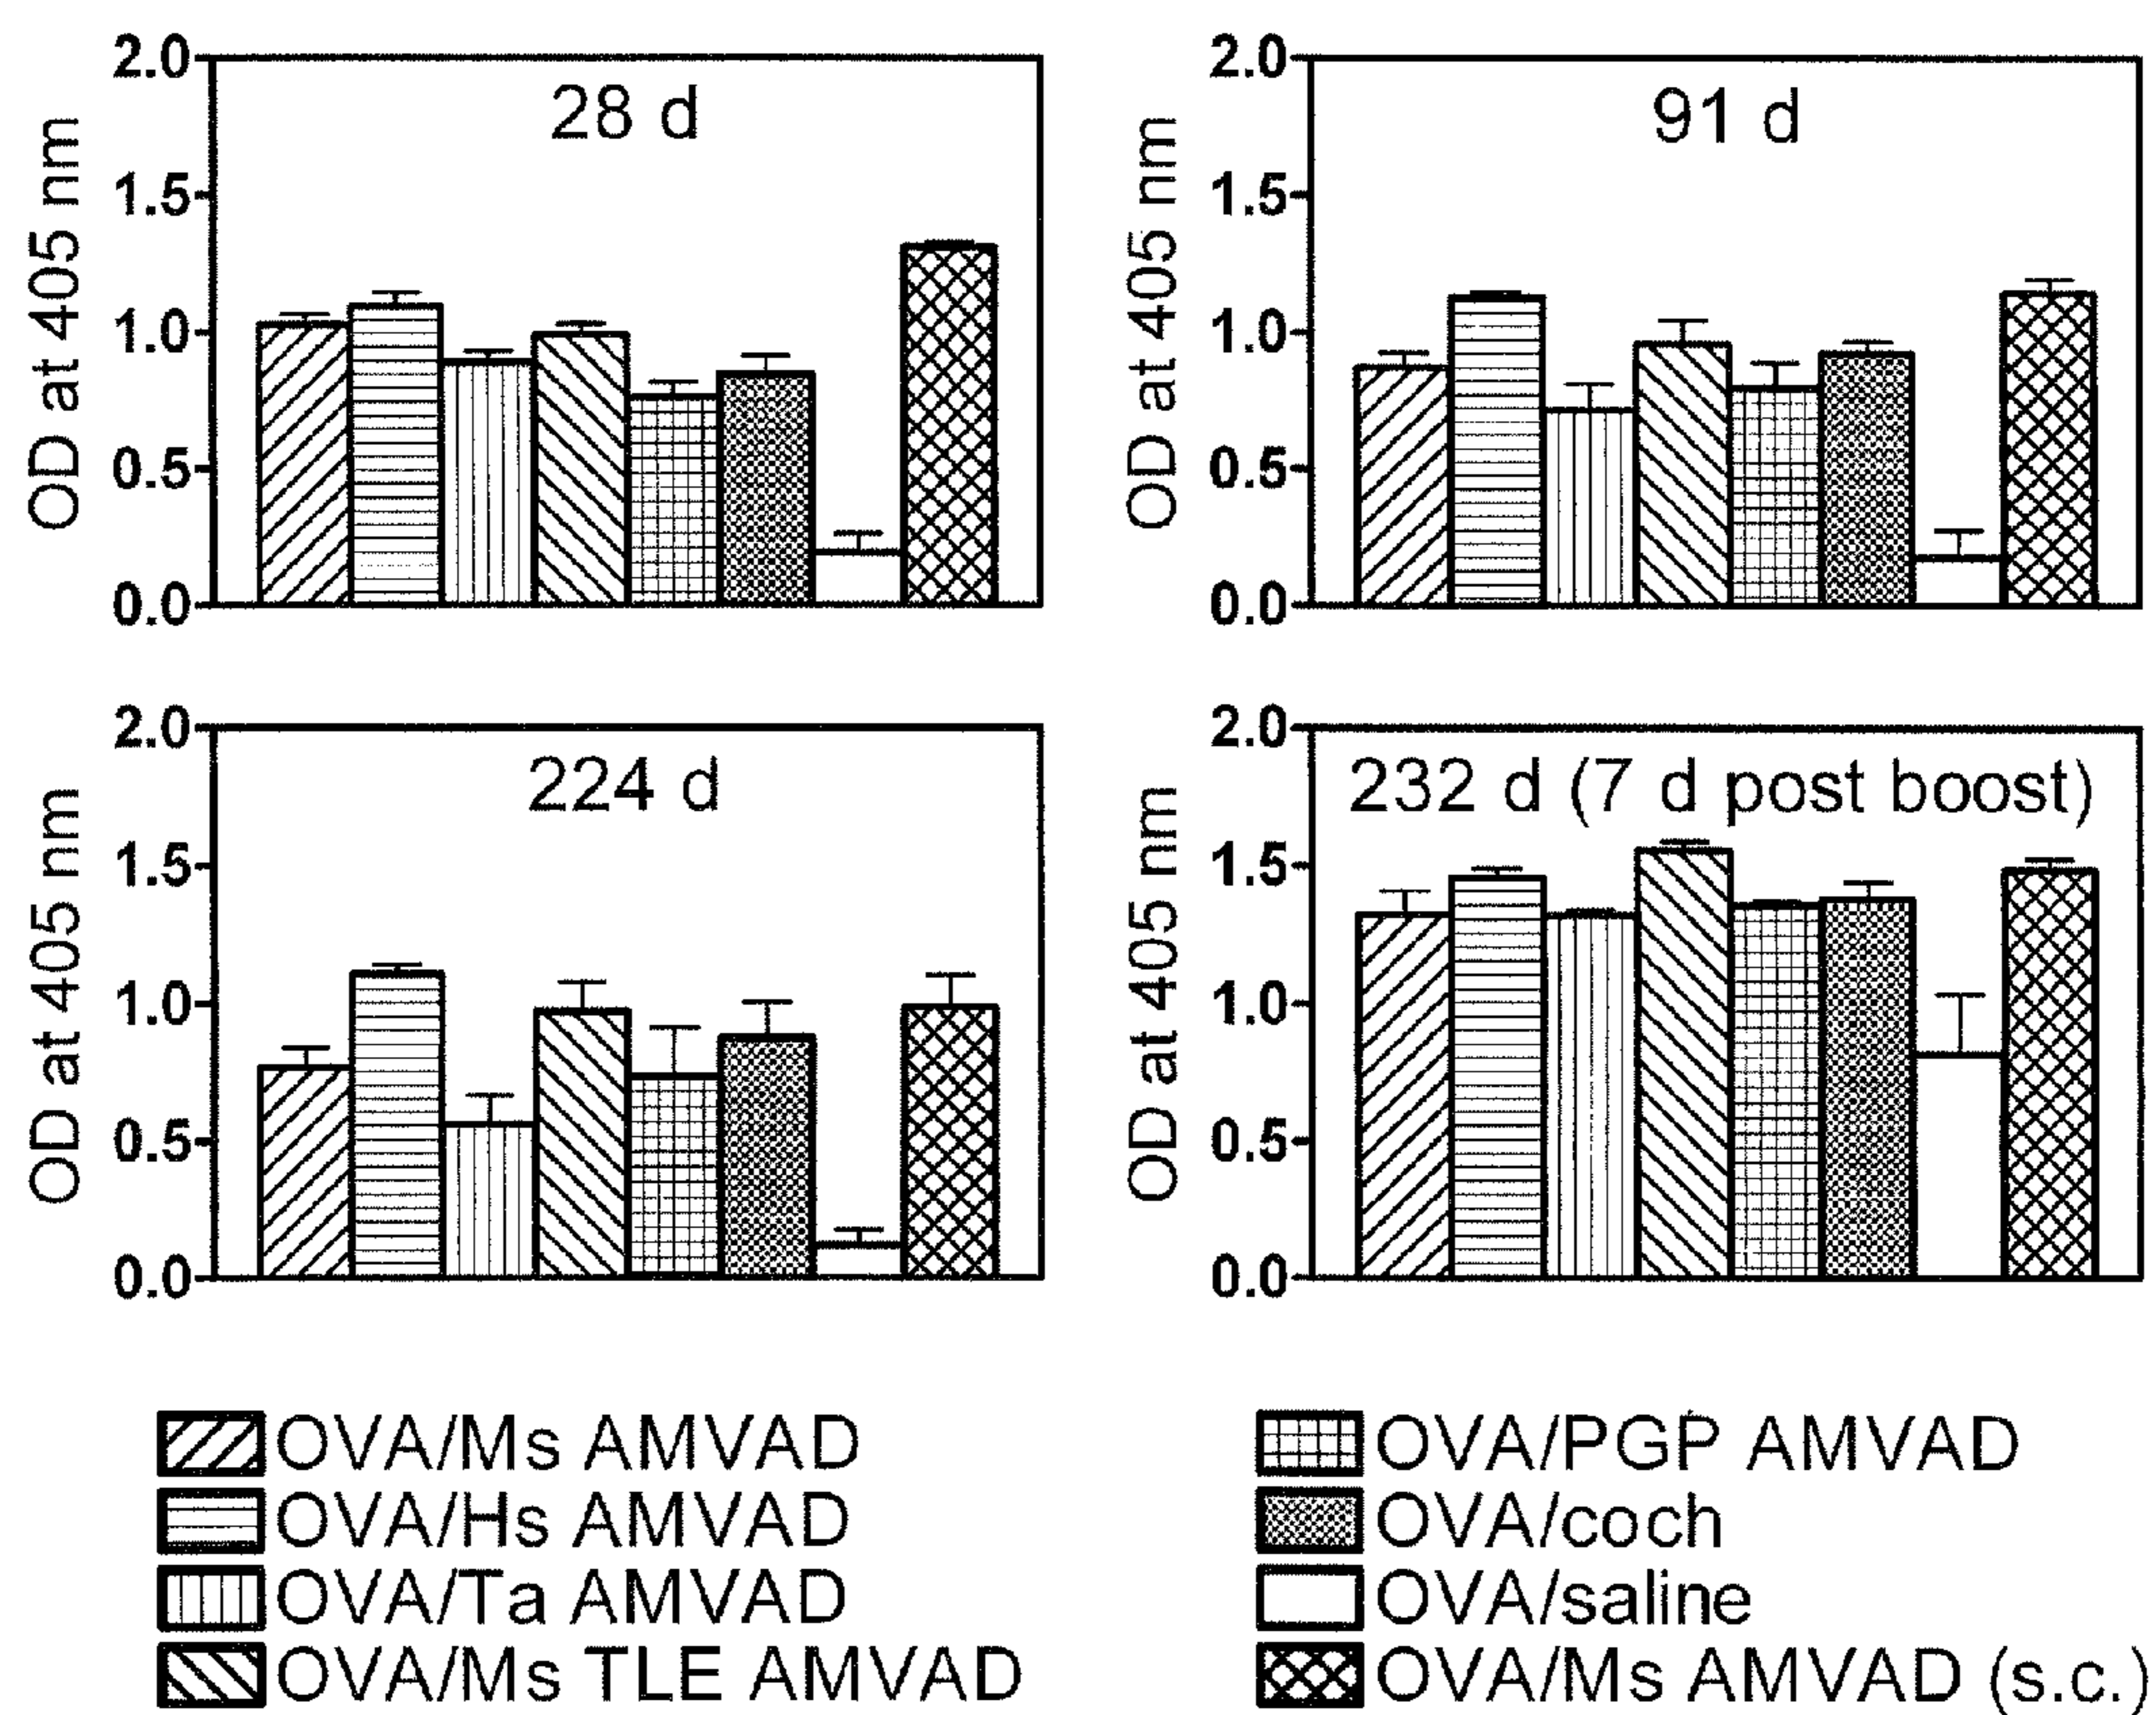 28 d
OD at 405 nm
2.0
1.5
1.0
0.5
0.0
91 d
OD at 405 nm
2.0
1.5
1.0
0.5
0.0
224 d
OD at 405 nm
2.0
1.5
1.0
0.5
0.0
232 d (7 d post boost)
OD at 405 nm
2.0
1.5
1.0
0.5
0.0
OVA/Ms AMVAD
OVA/Hs AMVAD
OVA/Ta AMVAD
OVA/Ms TLE AMVAD
OVA/PGP AMVAD
OVA/coch
OVA/saline
OVA/Ms AMVAD (s.c.)